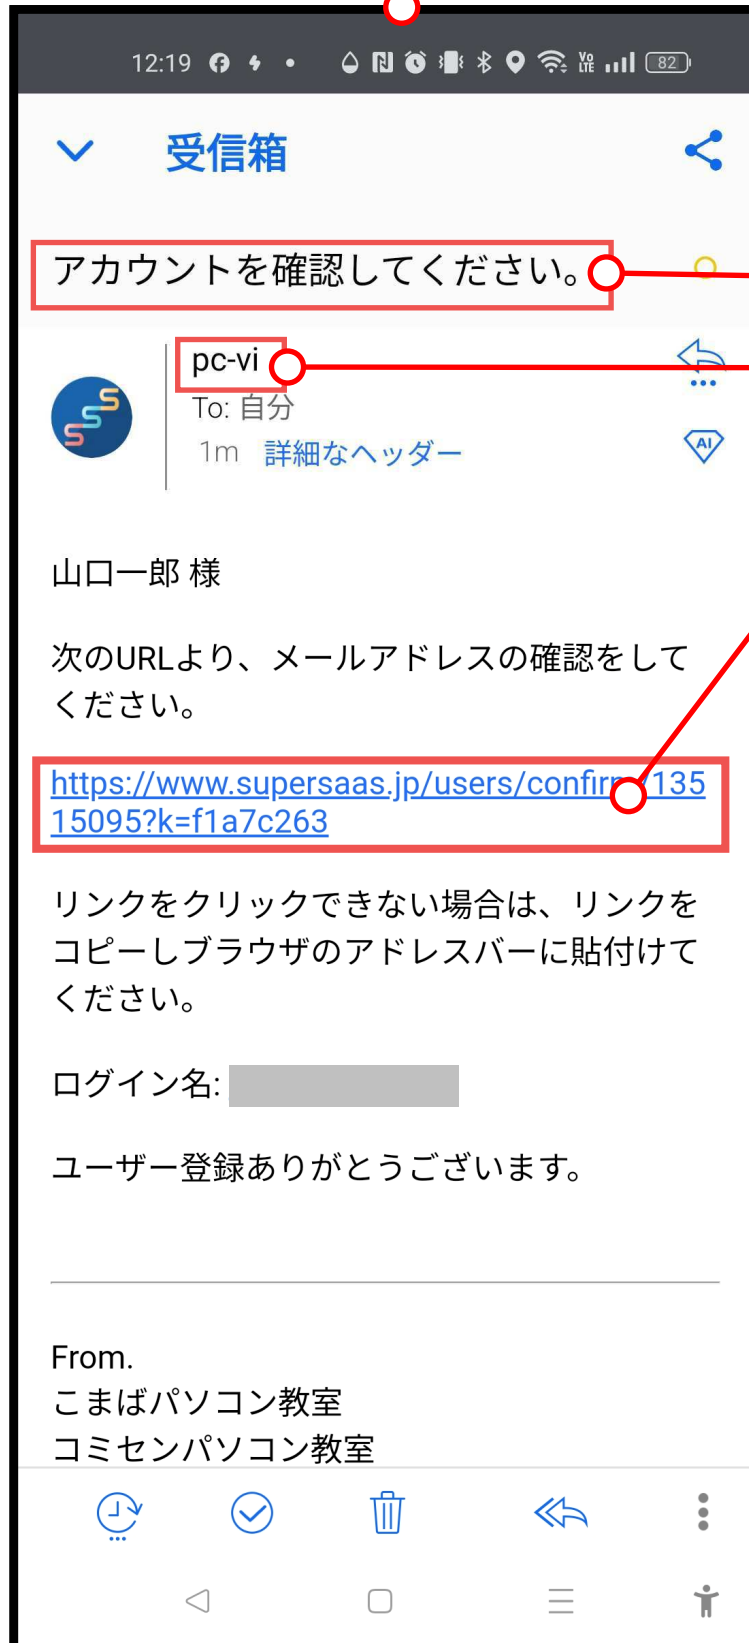 12:19
VoLTE
82
受信箱
アカウントを確認してください。
pc-vi
SSS
To: 自分
1m 詳細なヘッダー
AI
山口一郎 様
次のURLより、メールアドレスの確認をして
ください。
https://www.supersaas.jp/users/confirm/135
15095?k=f1a7c263
リンクをクリックできない場合は、リンクを
コピーしブラウザのアドレスバーに貼付けて
ください。
ログイン名:
ユーザー登録ありがとうございます。
From.
こまばパソコン教室
コミセンパソコン教室